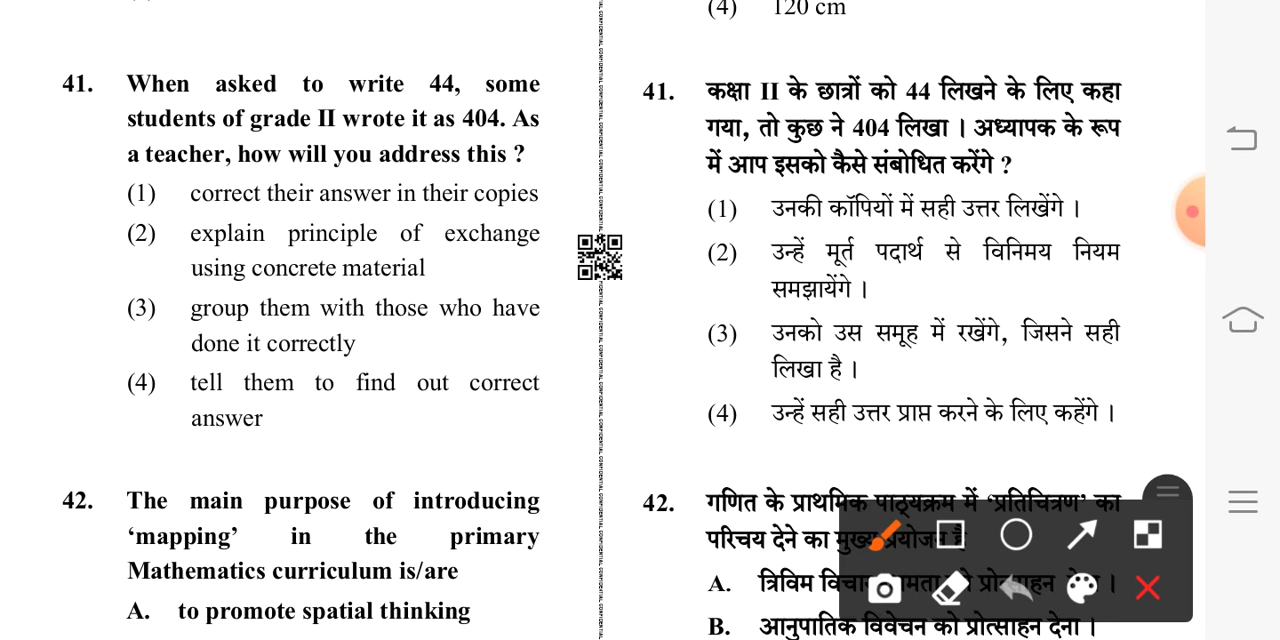 41. When asked to write 44, some
students of grade II wrote it as 404. As
a teacher, how will you address this ?
(1) correct their answer in their copies
(2) explain principle of exchange
using concrete material
(3) group them with those who have
done it correctly
(4) tell them to find out correct
answer
42. The main purpose of introducing
‘mapping’ in the primary
Mathematics curriculum is/are
A. to promote spatial thinking
(4) 120 cm
41. कक्षा II के छात्रों को 44 लिखने के लिए कहा
गया, तो कुछ ने 404 लिखा । अध्यापक के रूप
में आप इसको कैसे संबोधित करेंगे ?
(1) उनकी कॉपियों में सही उत्तर लिखेंगे ।
(2) उन्हें मूर्त पदार्थ से विनिमय नियम
समझायेंगे ।
(3) उनको उस समूह में रखेंगे, जिसने सही
लिखा है ।
(4) उन्हें सही उत्तर प्राप्त करने के लिए कहेंगे ।
42. गणित के प्राथमिक पाठ्यक्रम में ‘प्रतिचित्रण’ का
परिचय देने का मुख्य प्रयोजन है
A. त्रिविम
B. आनुपातिक विवेचन को प्रोत्साहन देना ।